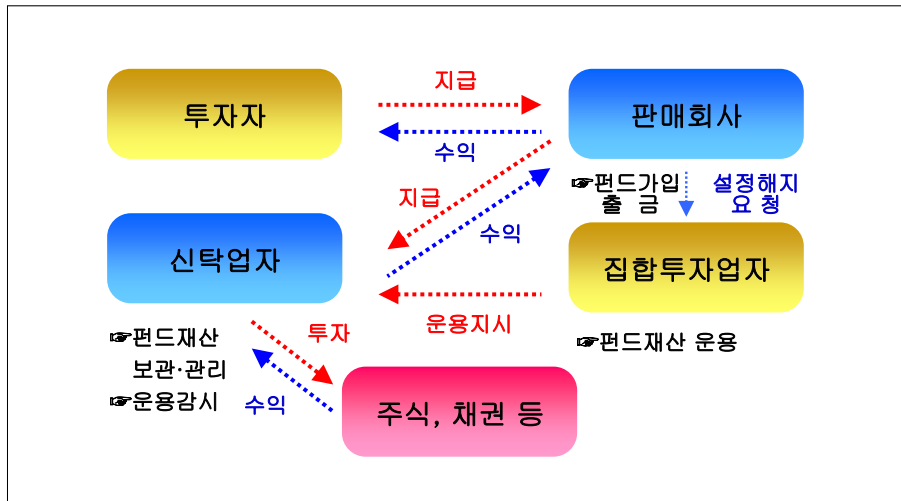 지급
투자자
판매회사
수익
☞펀드가입
출 금
설정해지
요 청
지급
수익
신탁업자
집합투자업자
운용지시
☞펀드재산
보관·관리
☞운용감시
투자
☞펀드재산 운용
수익
주식, 채권 등